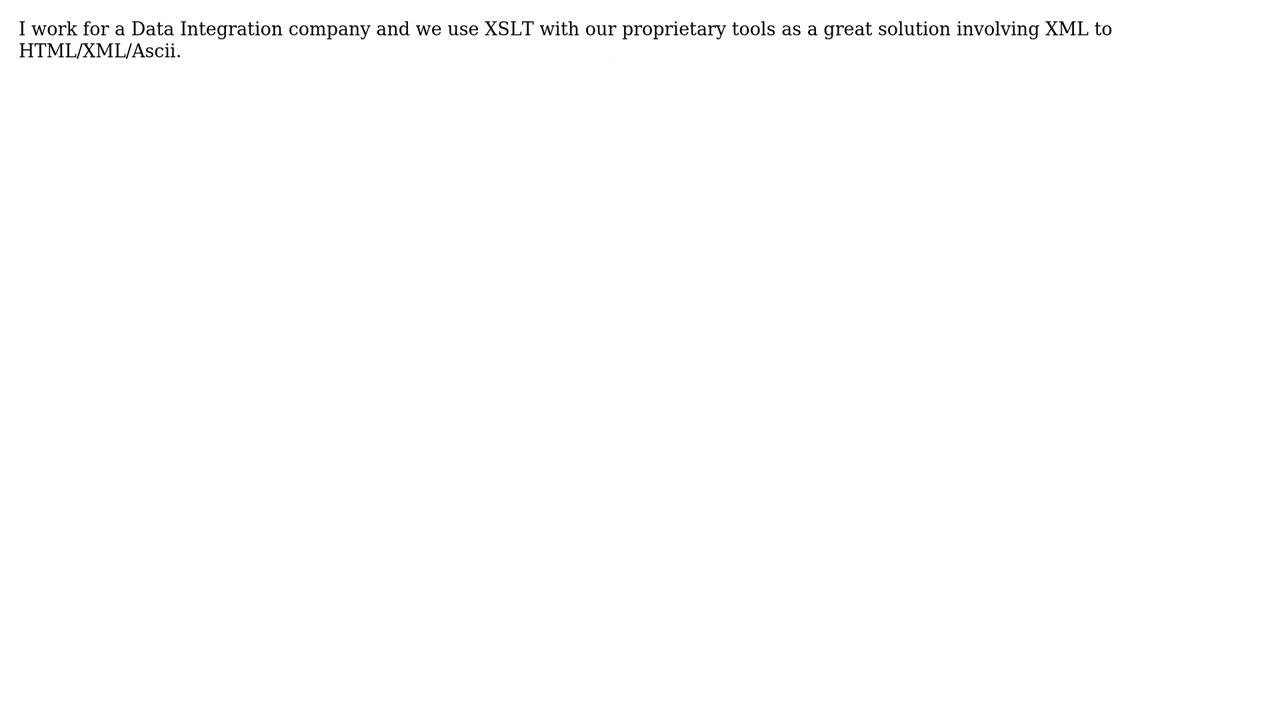 I work for a Data Integration company and we use XSLT with our proprietary tools as a great solution involving XML to
HTML/XML/Ascii.